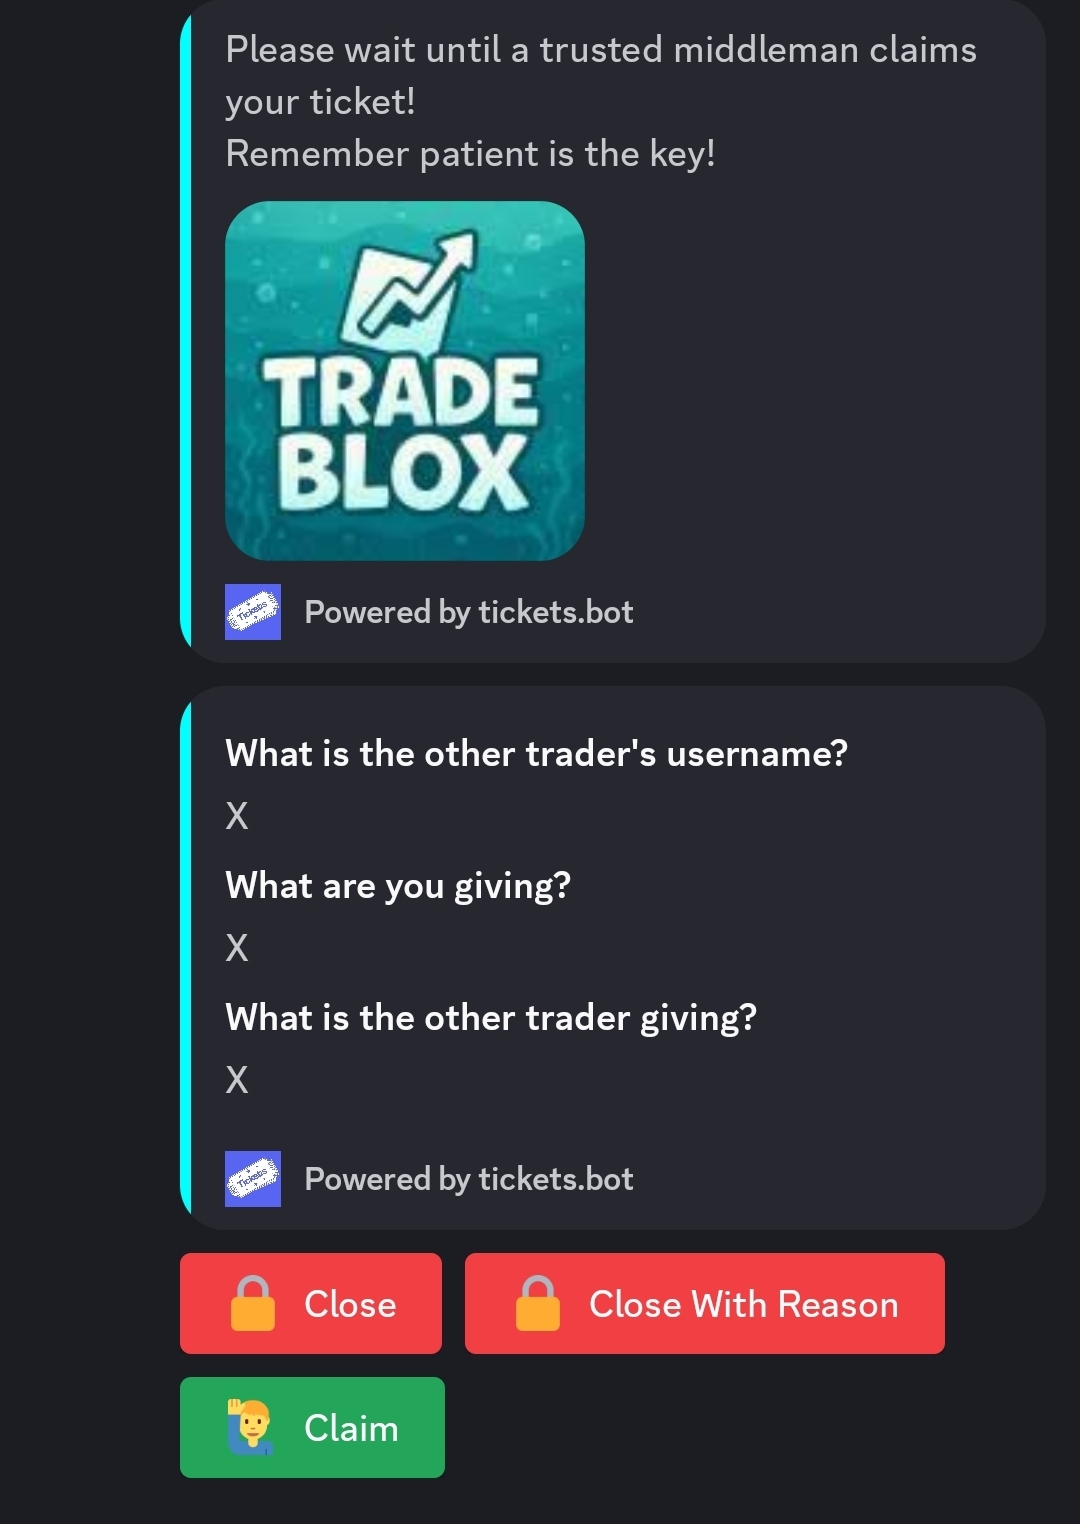 Please wait until a trusted middleman claims
your ticket!
Remember patient is the key!
TRADE
BLOX
Tickets
Powered by tickets.bot
What is the other trader's username?
X
What are you giving?
X
What is the other trader giving?
X
Tickets
Powered by tickets.bot
Close
Close With Reason
Claim